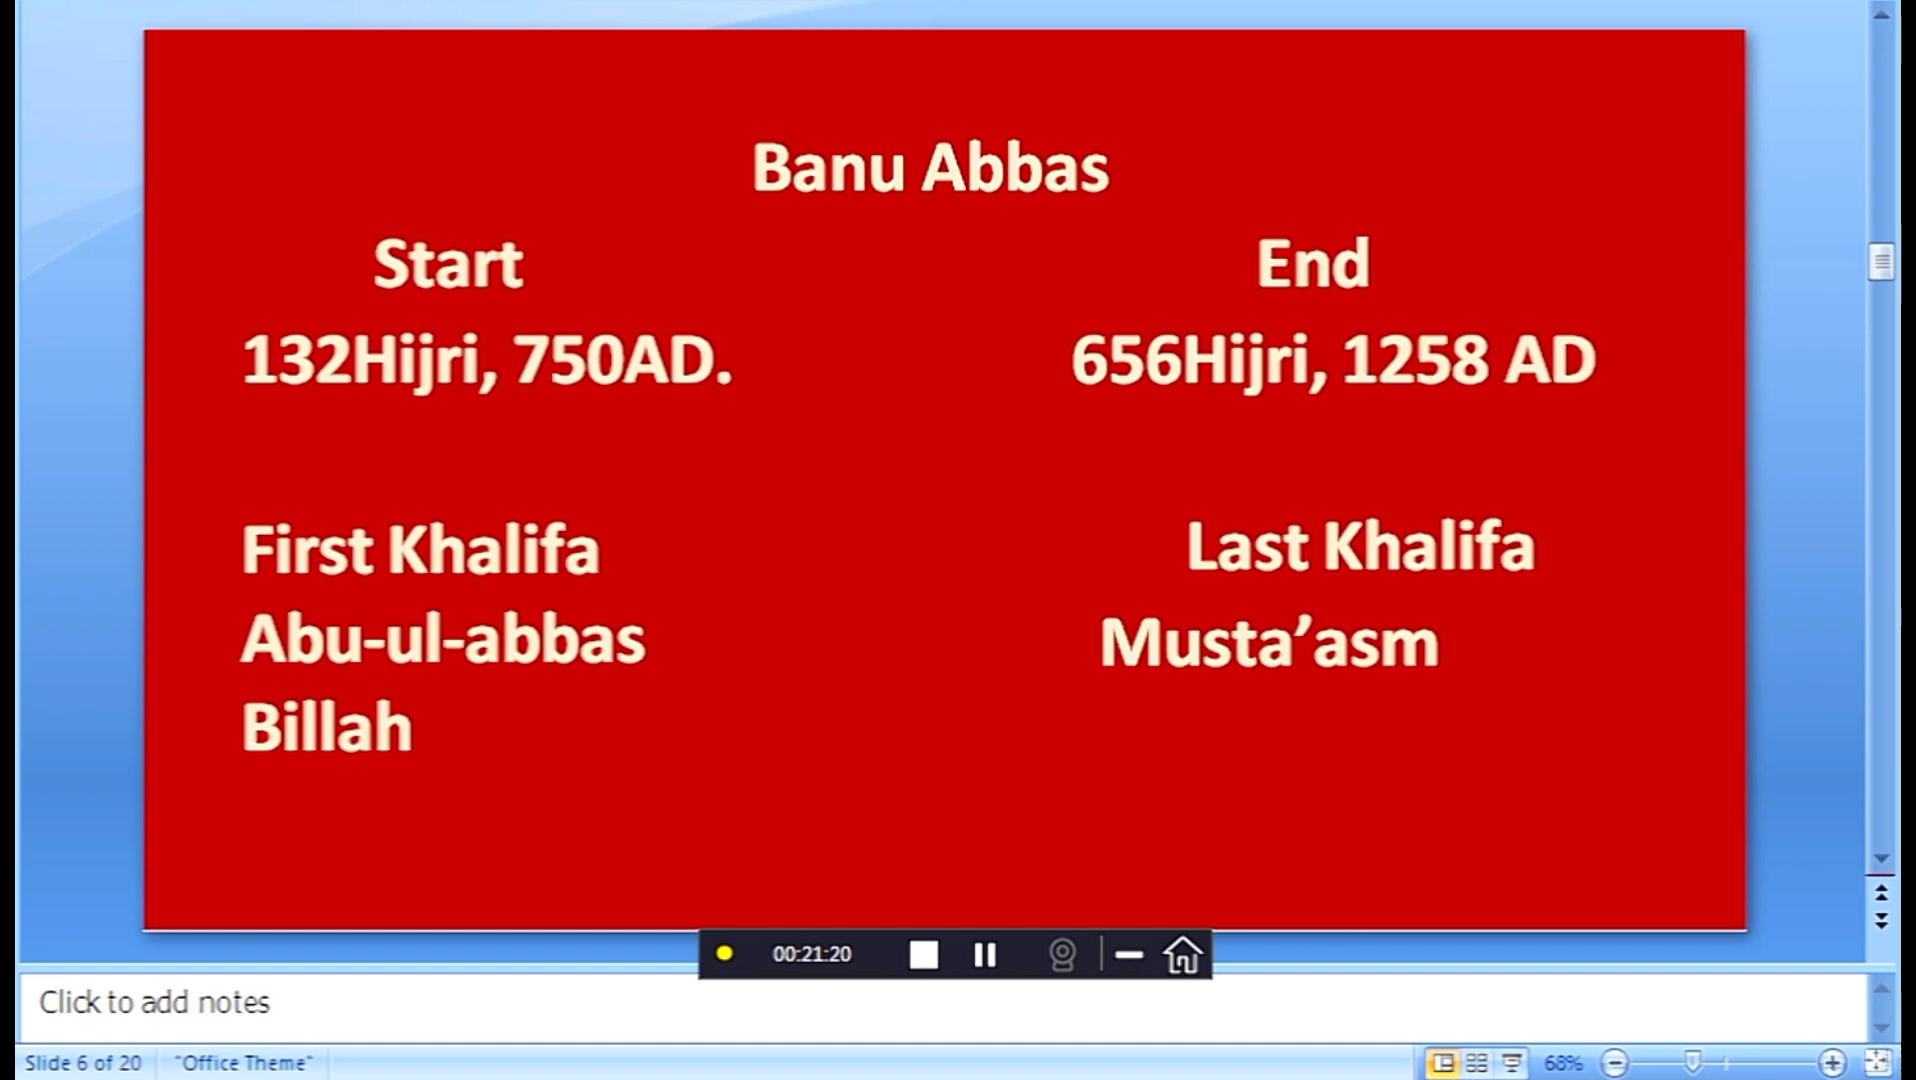 Banu Abbas
Start End
132Hijri, 750AD. 656Hijri, 1258 AD
First Khalifa Last Khalifa
Abu-ul-abbas Musta’asm
Billah
00:21:20
Click to add notes
Slide 6 of 20 "Office Theme" 68%